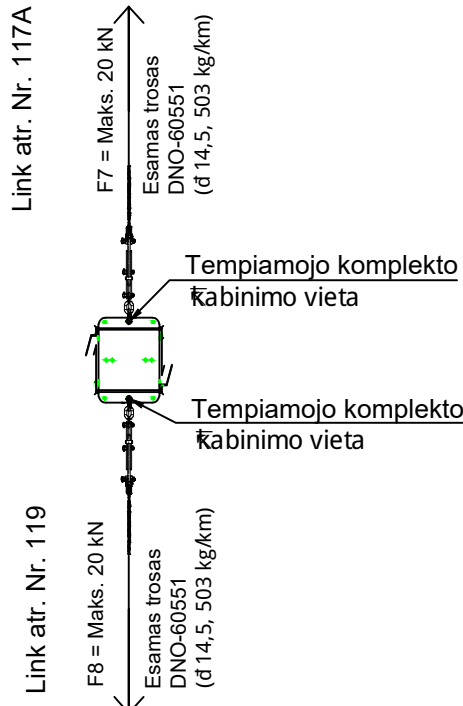 Link atr. Nr. 117A
F7 = Maks. 20 kN
Esamas trosas
DNO-60551
(đ 14,5, 503 kg/km)
Tempiamojo komplekto
kabinimo vieta
Tempiamojo komplekto
kabinimo vieta
Link atr. Nr. 119
F8 = Maks. 20 kN
Esamas trosas
DNO-60551
(đ 14,5, 503 kg/km)